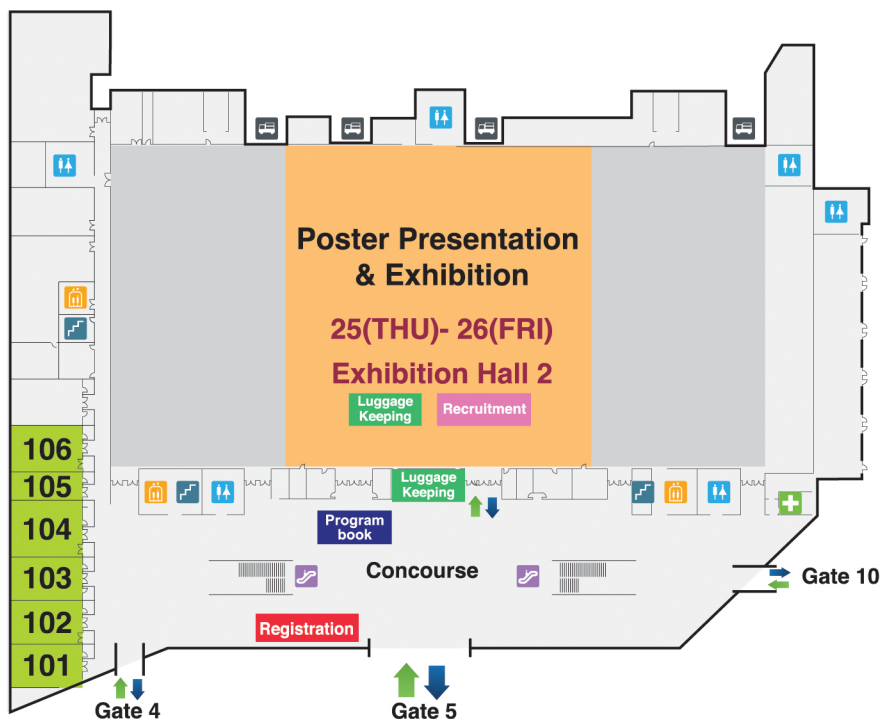 Poster Presentation
& Exhibition
25(THU)- 26(FRI)
Exhibition Hall 2
Luggage
Keeping
Recruitment
106
105
104
103
102
101
Luggage
Keeping
Program
book
Concourse
Registration
Gate 10
Gate 4
Gate 5